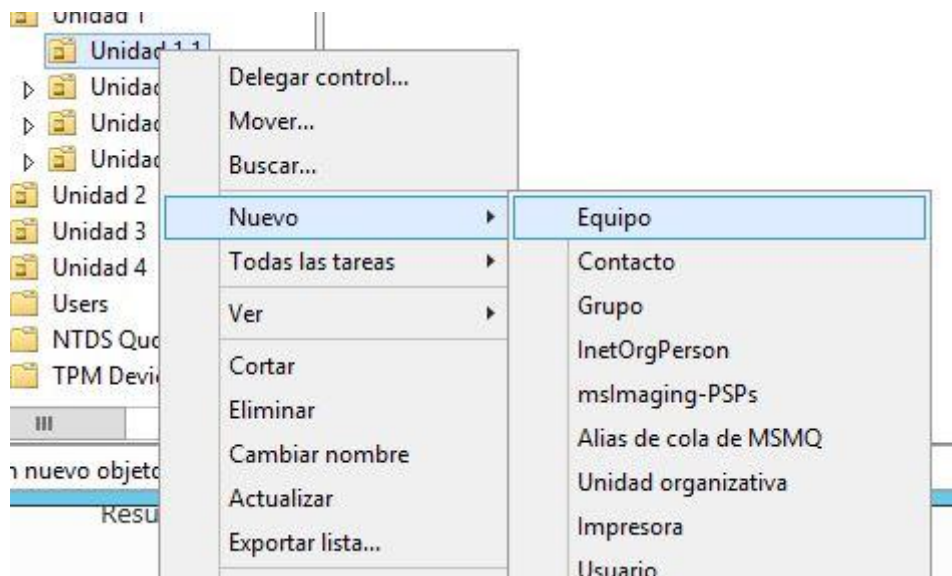 Unidad 1
Unidad 1.1
Delegar control...
Mover...
Buscar...
Unidad 2
Unidad 3
Unidad 4
Users
NTDS
TPM
Nuevo
Todas las tareas
Ver
Cortar
Eliminar
Cambiar nombre
Actualizar
Exportar lista...
Equipo
Contacto
Grupo
InetOrgPerson
msImaging-PSPs
Alias de cola de MSMQ
Unidad organizativa
Impresora
Usuario
nuevo